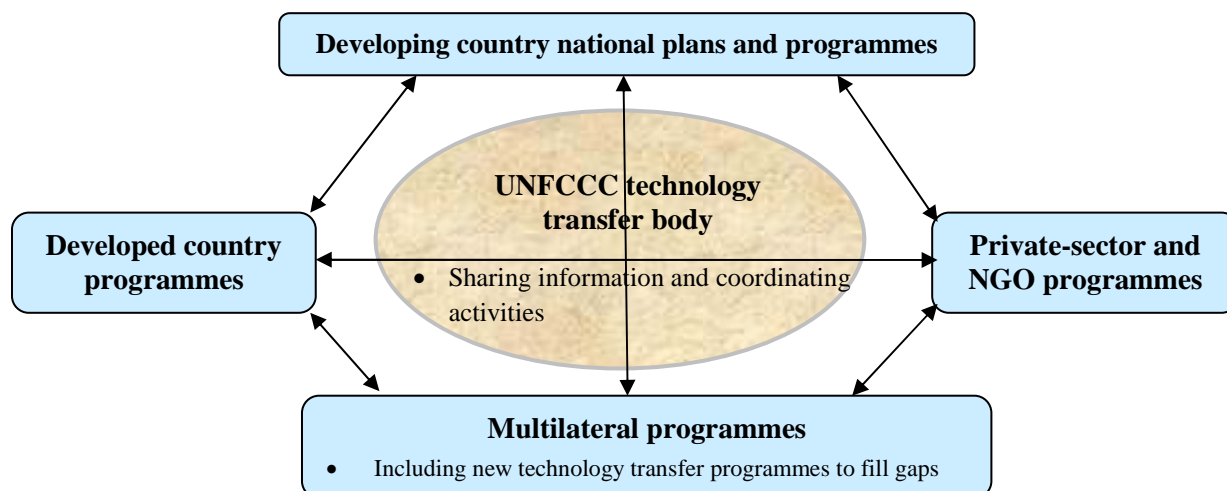 Developing country national plans and programmes
UNFCCC technology
transfer body
Developed country
programmes
Private-sector and
NGO programmes
• Sharing information and coordinating
activities
Multilateral programmes
• Including new technology transfer programmes to fill gaps